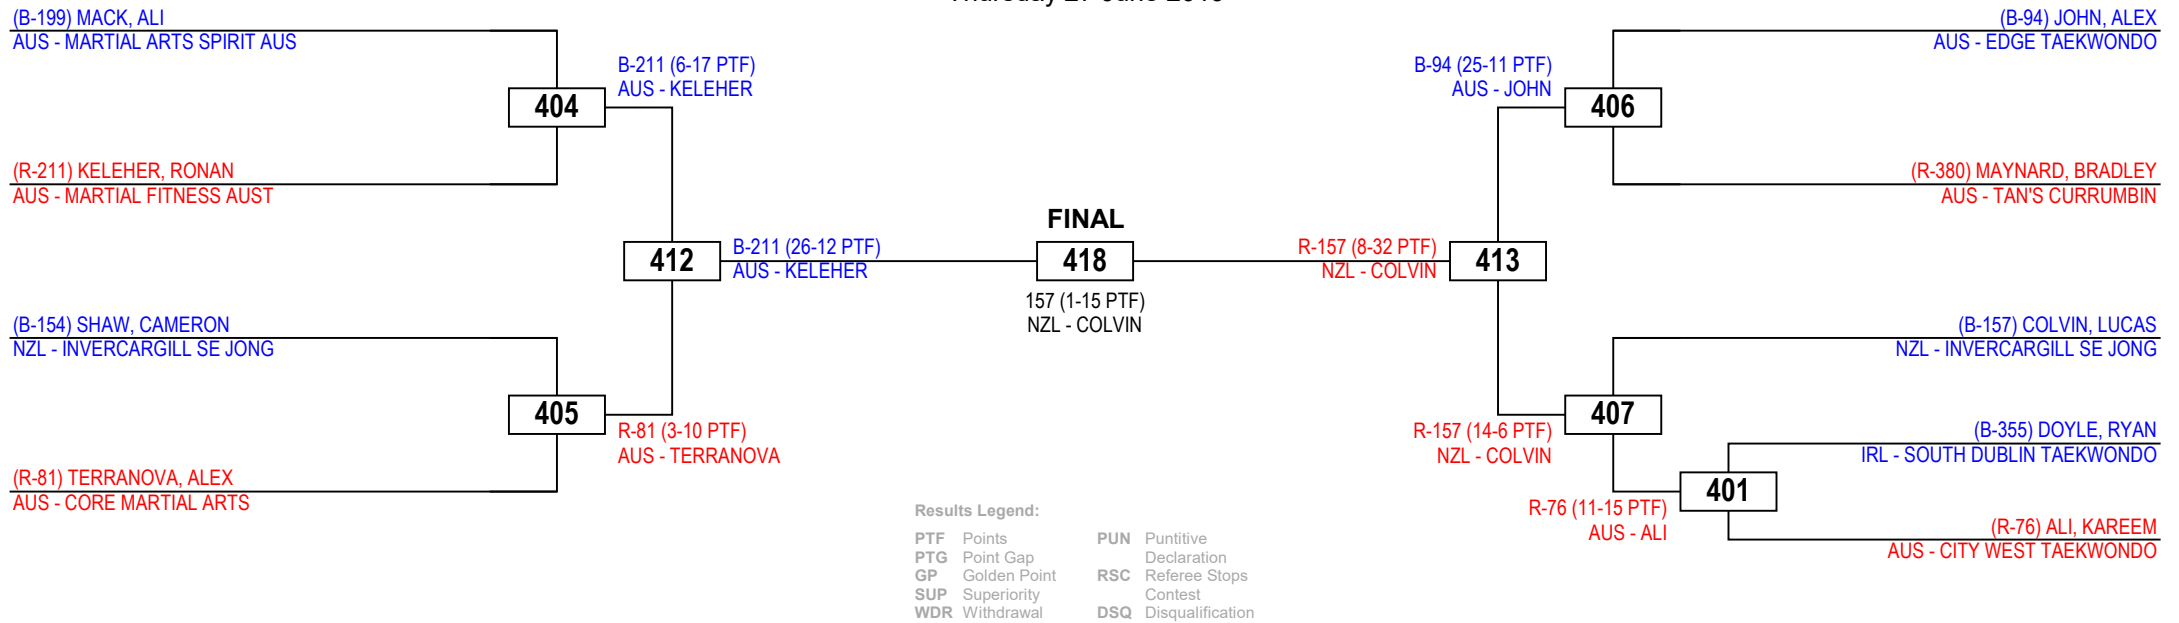 (B-199) MACK, ALI
AUS - MARTIAL ARTS SPIRIT AUS
B-211 (6-17 PTF)
AUS - KELEHER
404
(R-211) KELEHER, RONAN
AUS - MARTIAL FITNESS AUST
412
B-211 (26-12 PTF)
AUS - KELEHER
(B-154) SHAW, CAMERON
NZL - INVERCARGILL SE JONG
405
R-81 (3-10 PTF)
AUS - TERRANOVA
(R-81) TERRANOVA, ALEX
AUS - CORE MARTIAL ARTS
FINAL
418
157 (1-15 PTF)
NZL - COLVIN
(B-94) JOHN, ALEX
AUS - EDGE TAEKWONDO
B-94 (25-11 PTF)
AUS - JOHN
406
(R-380) MAYNARD, BRADLEY
AUS - TAN'S CURRUMBIN
R-157 (8-32 PTF)
NZL - COLVIN
413
(B-157) COLVIN, LUCAS
NZL - INVERCARGILL SE JONG
407
R-157 (14-6 PTF)
NZL - COLVIN
(B-355) DOYLE, RYAN
IRL - SOUTH DUBLIN TAEKWONDO
401
R-76 (11-15 PTF)
AUS - ALI
(R-76) ALI, KAREEM
AUS - CITY WEST TAEKWONDO
Results Legend:
PTF Points
PTG Point Gap
GP Golden Point
SUP Superiority
WDR Withdrawal
PUN Puntitive
Declaration
RSC Referee Stops
Contest
DSQ Disqualification